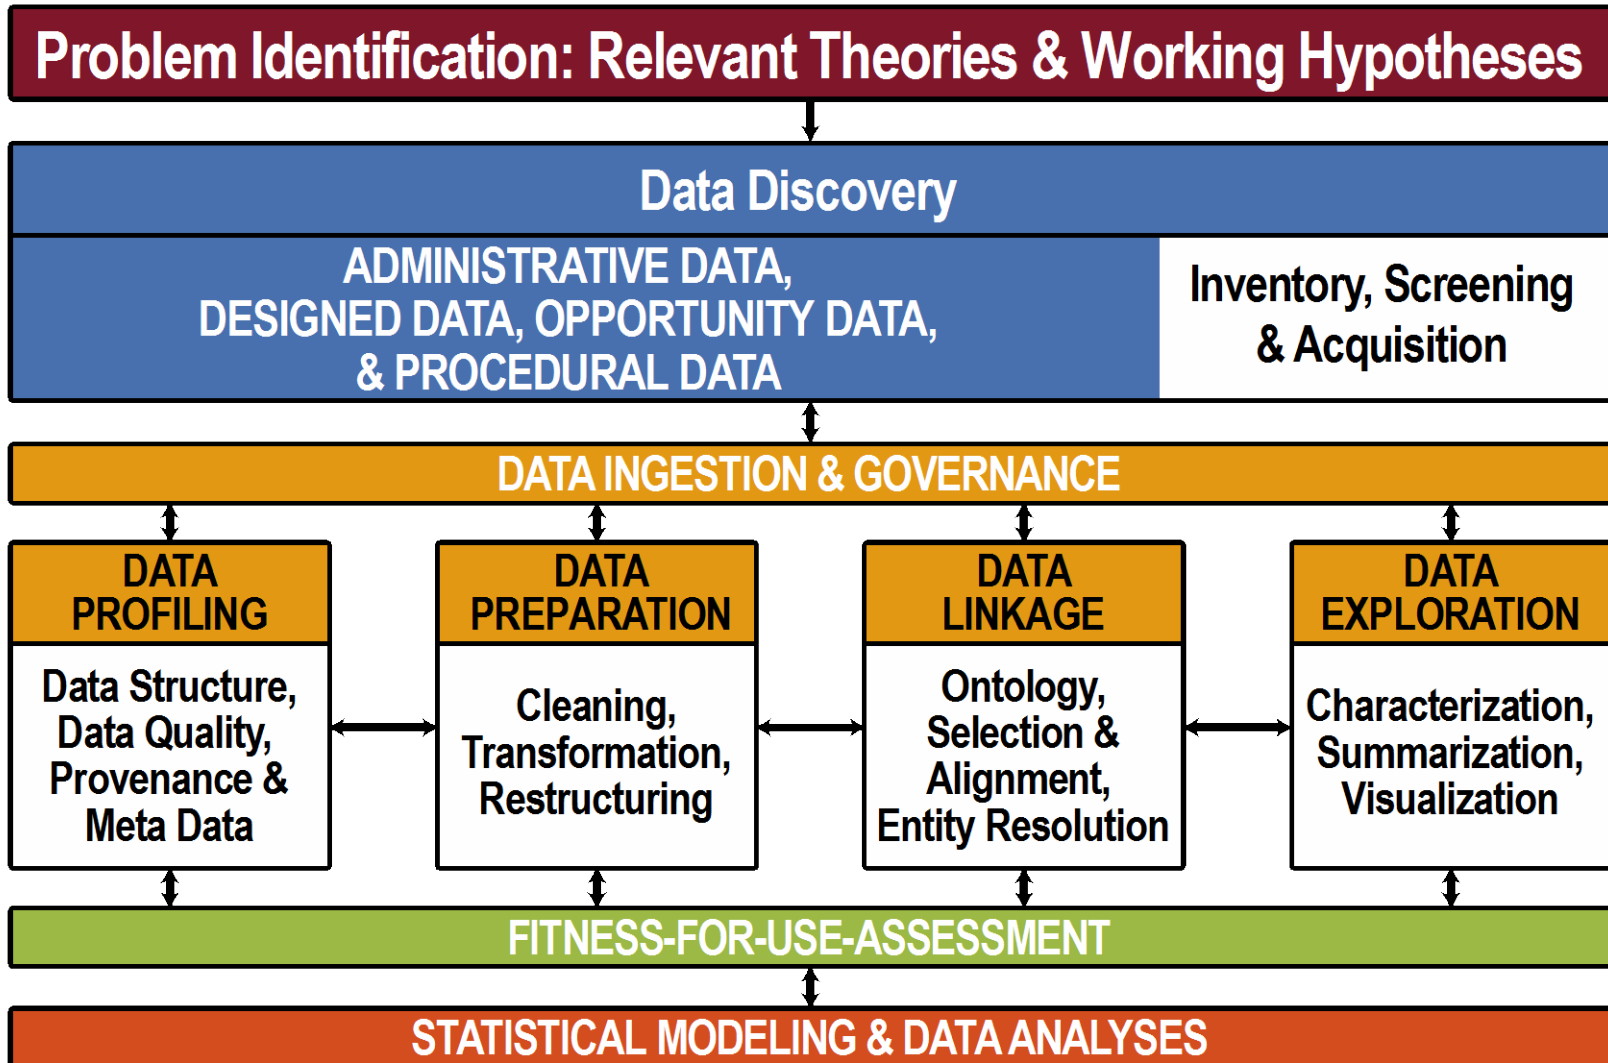 Problem Identification: Relevant Theories & Working Hypotheses
Data Discovery
ADMINISTRATIVE DATA,
DESIGNED DATA, OPPORTUNITY DATA,
& PROCEDURAL DATA
Inventory, Screening
& Acquisition
DATA INGESTION & GOVERNANCE
DATA
PROFILING
Data Structure,
Data Quality,
Provenance &
Meta Data
DATA
PREPARATION
Cleaning,
Transformation,
Restructuring
DATA
LINKAGE
Ontology,
Selection &
Alignment,
Entity Resolution
DATA
EXPLORATION
Characterization,
Summarization,
Visualization
FITNESS-FOR-USE-ASSESSMENT
STATISTICAL MODELING & DATA ANALYSES